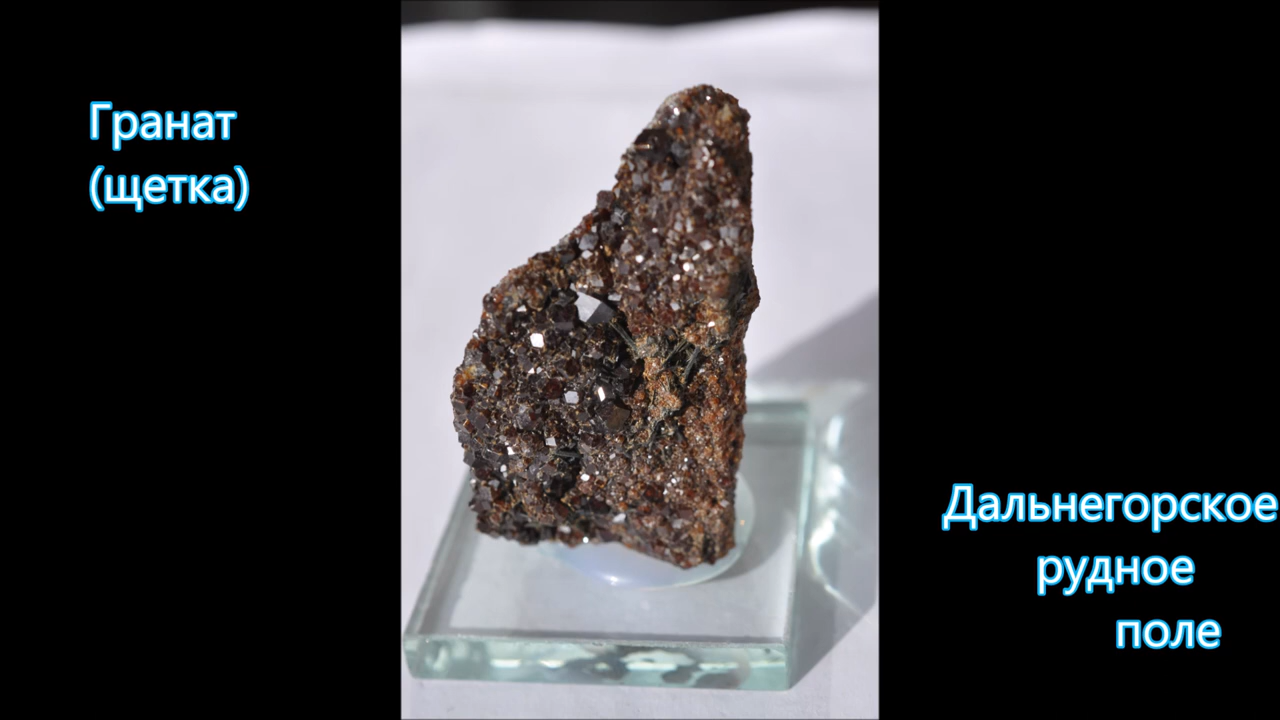 Гранат
(щетка)
Дальнегорское
рудное
поле